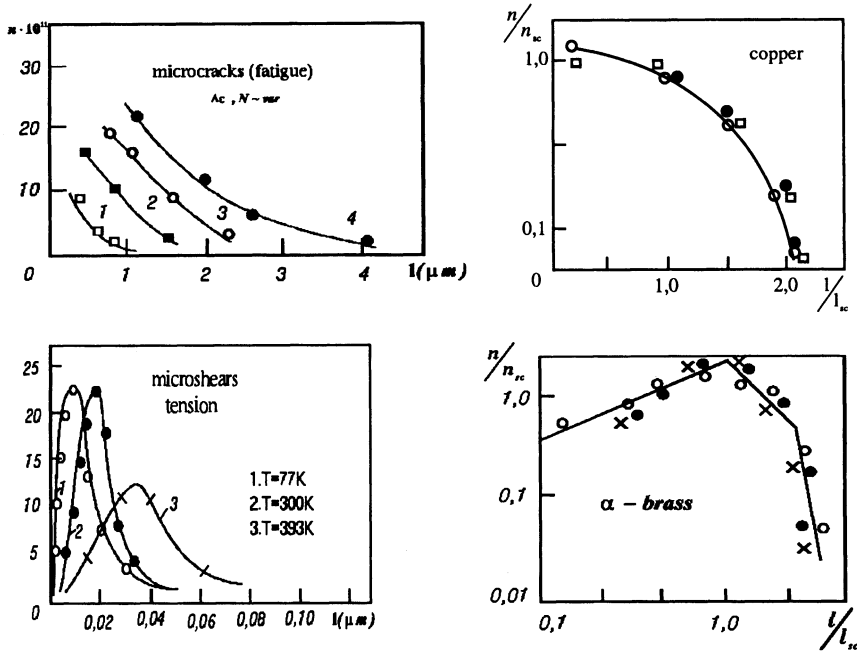 n · 10¹¹
30
20
10
0
microcracks (fatigue)
Ac , N ~ var
1
2
3
4
1
2
3
4
l(μm)
n/n_sc
1,0
0,1
0
copper
1,0
2,0
l/l_sc
25
20
15
10
5
0
microshears
tension
1
2
3
1.T=77K
2.T=300K
3.T=393K
0,02
0,04
0,06
0,08
0,10
l(μm)
n/n_sc
1,0
0,1
0,01
α - brass
0,1
1,0
l/l_sc